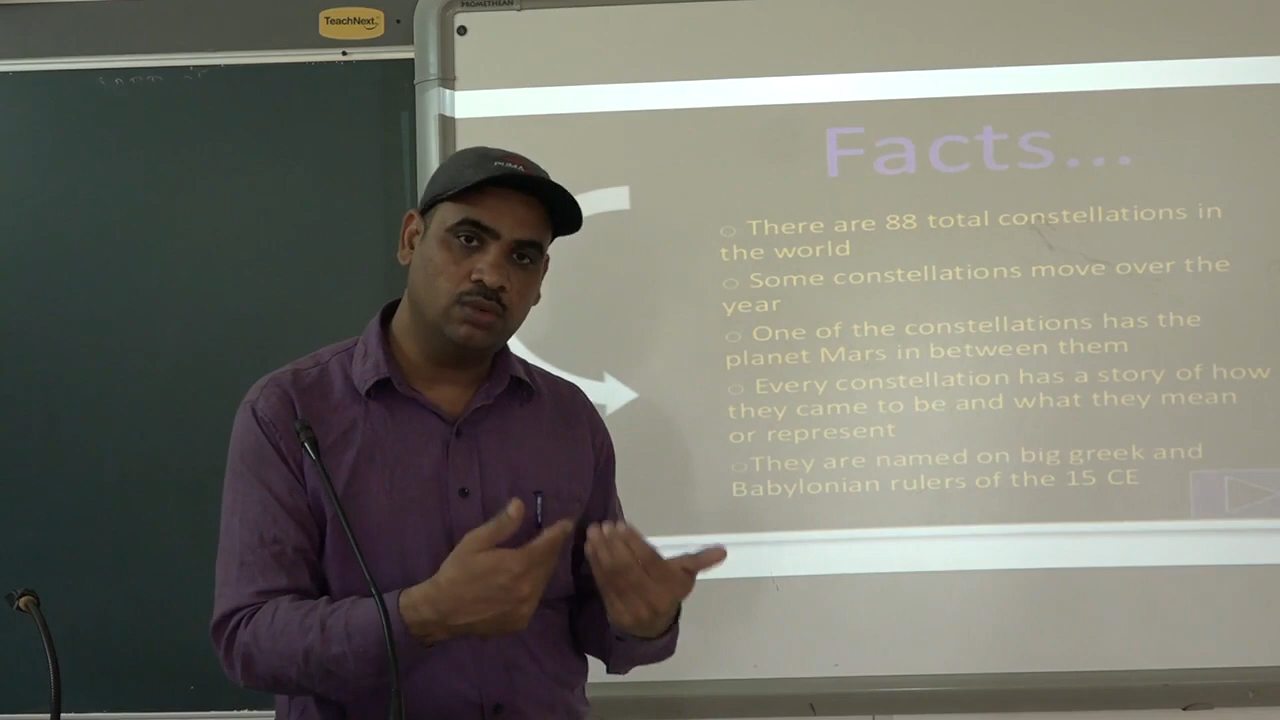 TeachNext
PROMETHEAN
PUMA
Facts...
There are 88 total constellations in
the world
Some constellations move over the
year
One of the constellations has the
planet Mars in between them
Every constellation has a story of how
they came to be and what they mean
or represent
They are named on big greek and
Babylonian rulers of the 15 CE